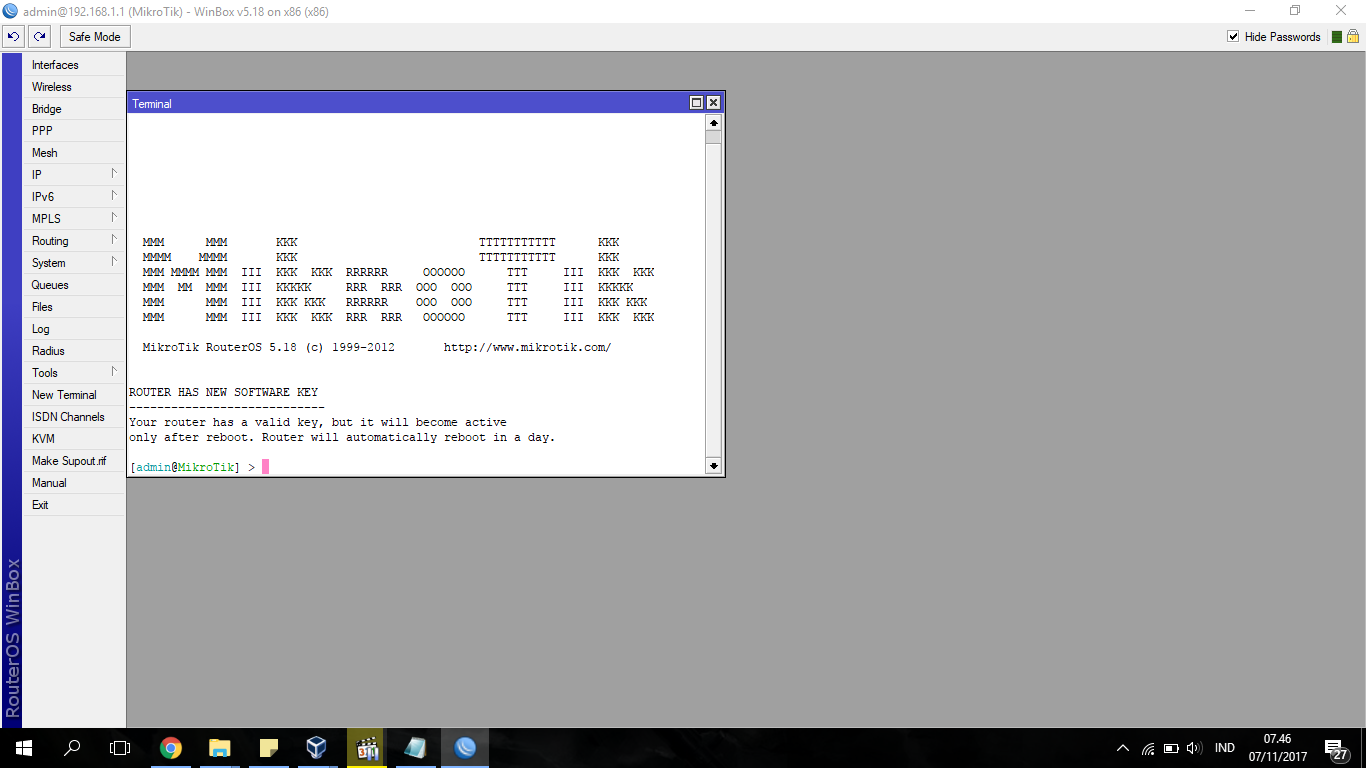 admin@192.168.1.1 (MikroTik) - WinBox v5.18 on x86 (x86)
Safe Mode
Hide Passwords
Interfaces
Wireless
Bridge
PPP
Mesh
IP
IPv6
MPLS
Routing
System
Queues
Files
Log
Radius
Tools
New Terminal
ISDN Channels
KVM
Make Supout.rif
Manual
Exit
RouterOS WinBox
Terminal
MMM      MMM       KKK                          TTTTTTTTTTT      KKK
MMMM    MMMM       KKK                          TTTTTTTTTTT      KKK
MMM MMMM MMM  III  KKK  KKK  RRRRRR     OOOOOO      TTT     III  KKK  KKK
MMM  MM  MMM  III  KKKKK     RRR  RRR  OOO  OOO     TTT     III  KKKKK
MMM      MMM  III  KKK KKK   RRRRRR    OOO  OOO     TTT     III  KKK KKK
MMM      MMM  III  KKK  KKK  RRR  RRR   OOOOOO      TTT     III  KKK  KKK
MikroTik RouterOS 5.18 (c) 1999-2012       http://www.mikrotik.com/
ROUTER HAS NEW SOFTWARE KEY
----------------------------
Your router has a valid key, but it will become active
only after reboot. Router will automatically reboot in a day.
[admin@MikroTik] >
IND
07.46
07/11/2017
27